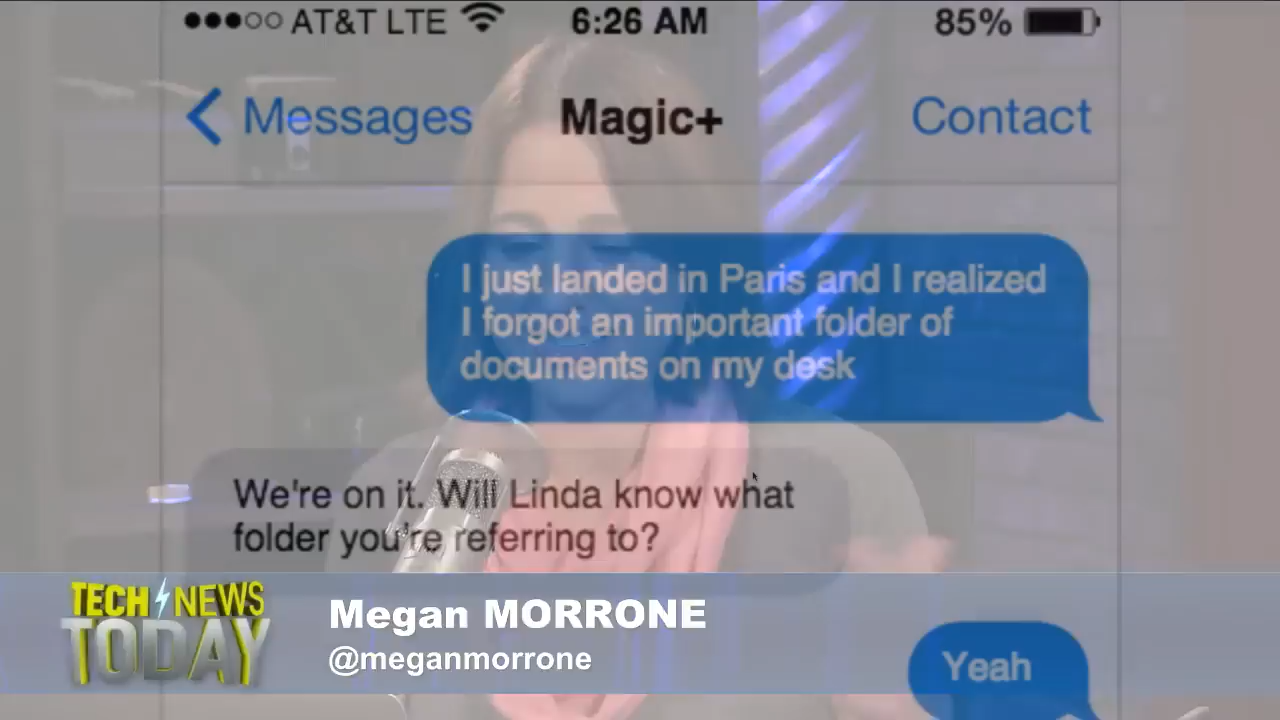 AT&T LTE 6:26 AM 85%
Messages Magic+ Contact
I just landed in Paris and I realized
I forgot an important folder of
documents on my desk
We're on it. Will Linda know what
folder you're referring to?
Yeah
TECH NEWS
TODAY
Megan MORRONE
@meganmorrone